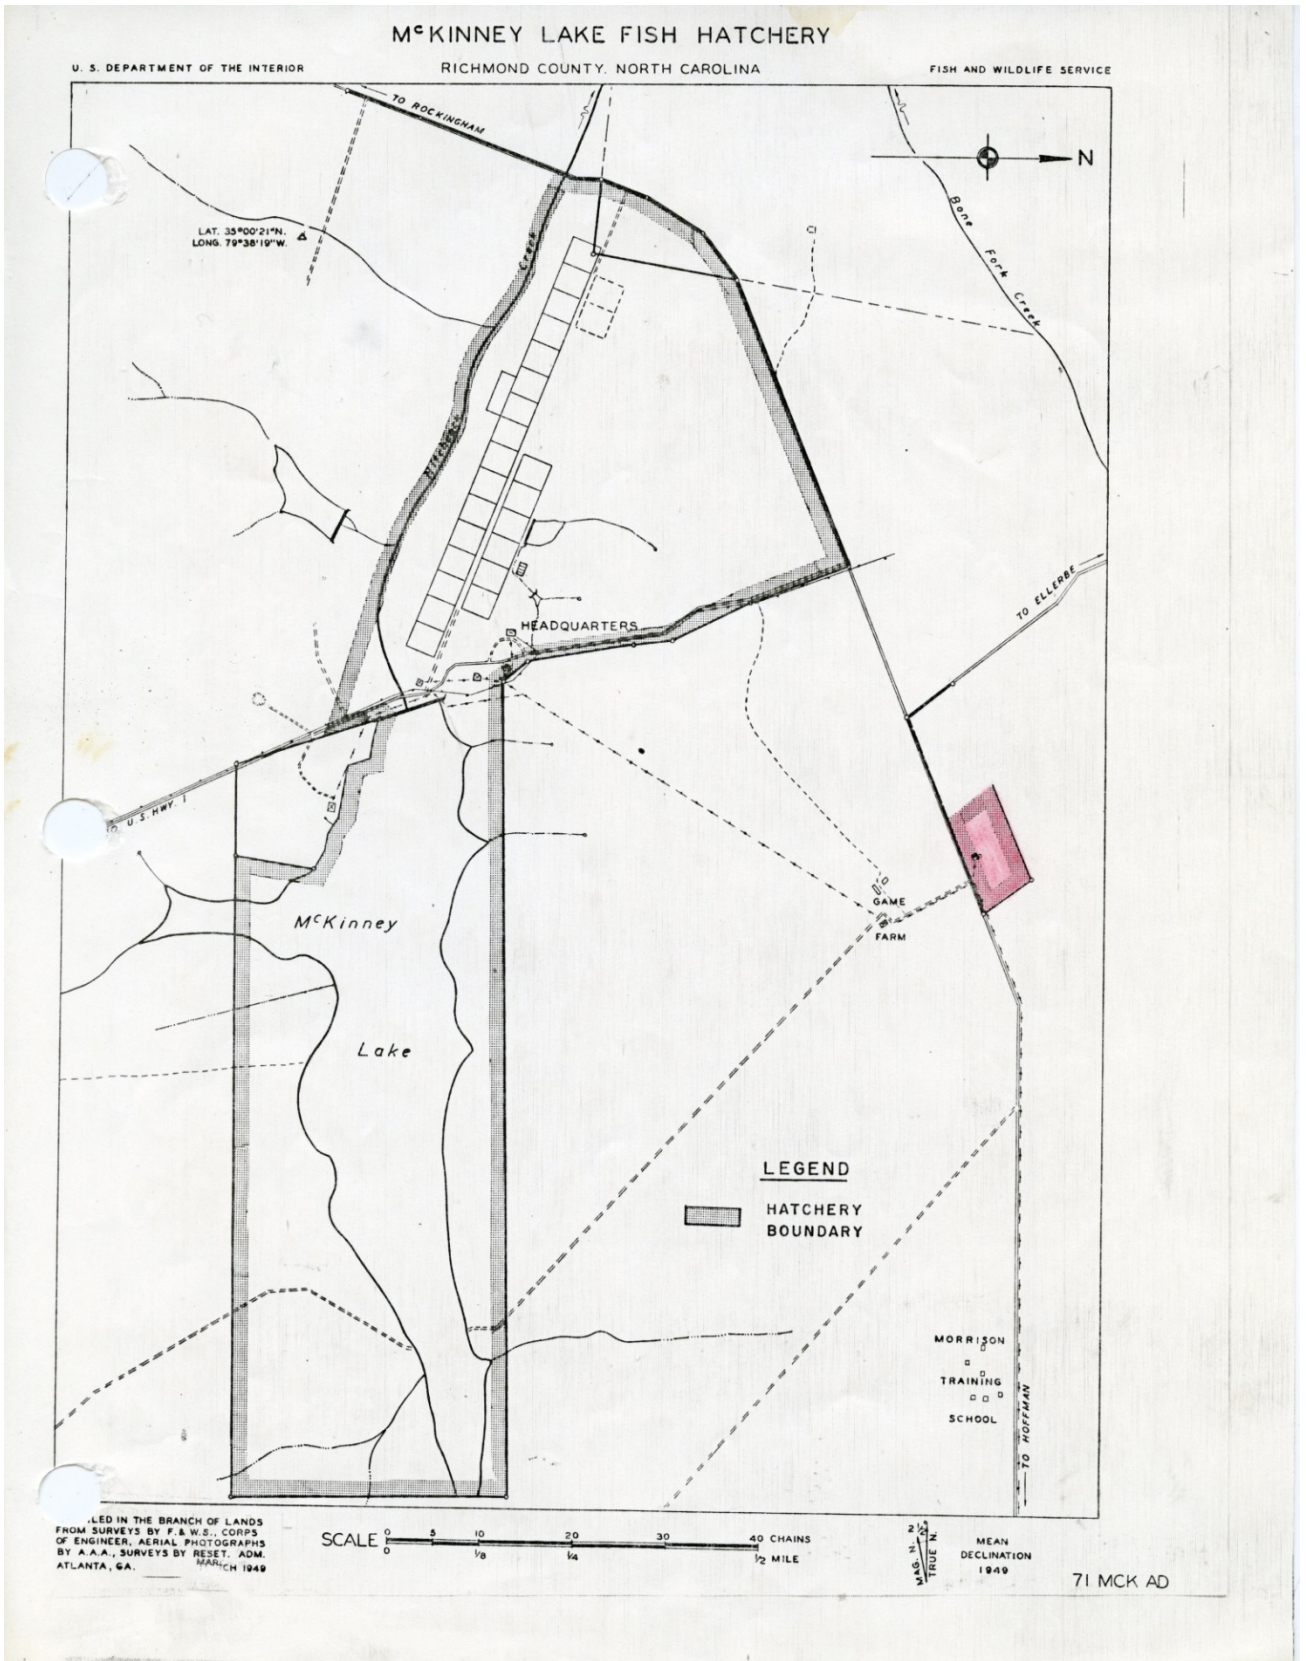 McKINNEY LAKE FISH HATCHERY
U. S. DEPARTMENT OF THE INTERIOR
RICHMOND COUNTY, NORTH CAROLINA
FISH AND WILDLIFE SERVICE
TO ROCKINGHAM
N
Bone Fork Creek
LAT. 35°00'21"N.
LONG. 79°38'19"W.
Creek
TO ELLERBE
HEADQUARTERS
U.S. HWY. 1
GAME
FARM
McKinney
Lake
LEGEND
HATCHERY
BOUNDARY
MORRISON
TRAINING
SCHOOL
TO HOFFMAN
LED IN THE BRANCH OF LANDS
FROM SURVEYS BY F. & W.S., CORPS
OF ENGINEER, AERIAL PHOTOGRAPHS
BY A.A.A., SURVEYS BY RESET. ADM.
ATLANTA, GA. MARCH 1949
SCALE 0 5 10 20 30 40 CHAINS
0 1/8 1/4 1/2 MILE
MAG. N.
TRUE N.
MEAN
DECLINATION
1949
71 MCK AD